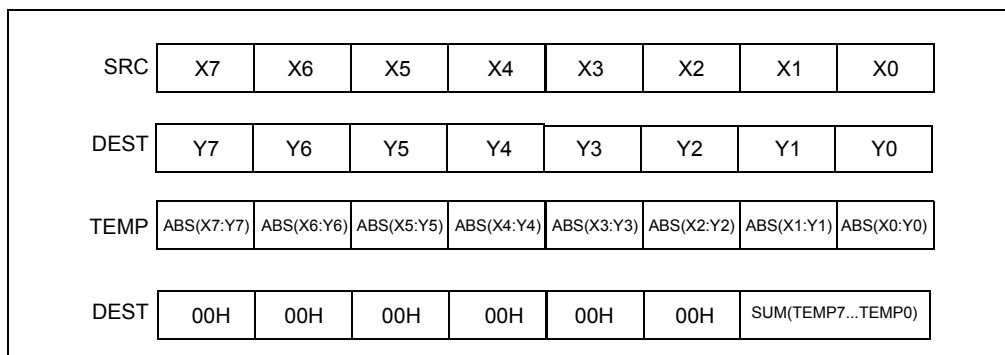 SRC X7 X6 X5 X4 X3 X2 X1 X0
DEST Y7 Y6 Y5 Y4 Y3 Y2 Y1 Y0
TEMP ABS(X7:Y7) ABS(X6:Y6) ABS(X5:Y5) ABS(X4:Y4) ABS(X3:Y3) ABS(X2:Y2) ABS(X1:Y1) ABS(X0:Y0)
DEST 00H 00H 00H 00H 00H 00H SUM(TEMP7...TEMP0)